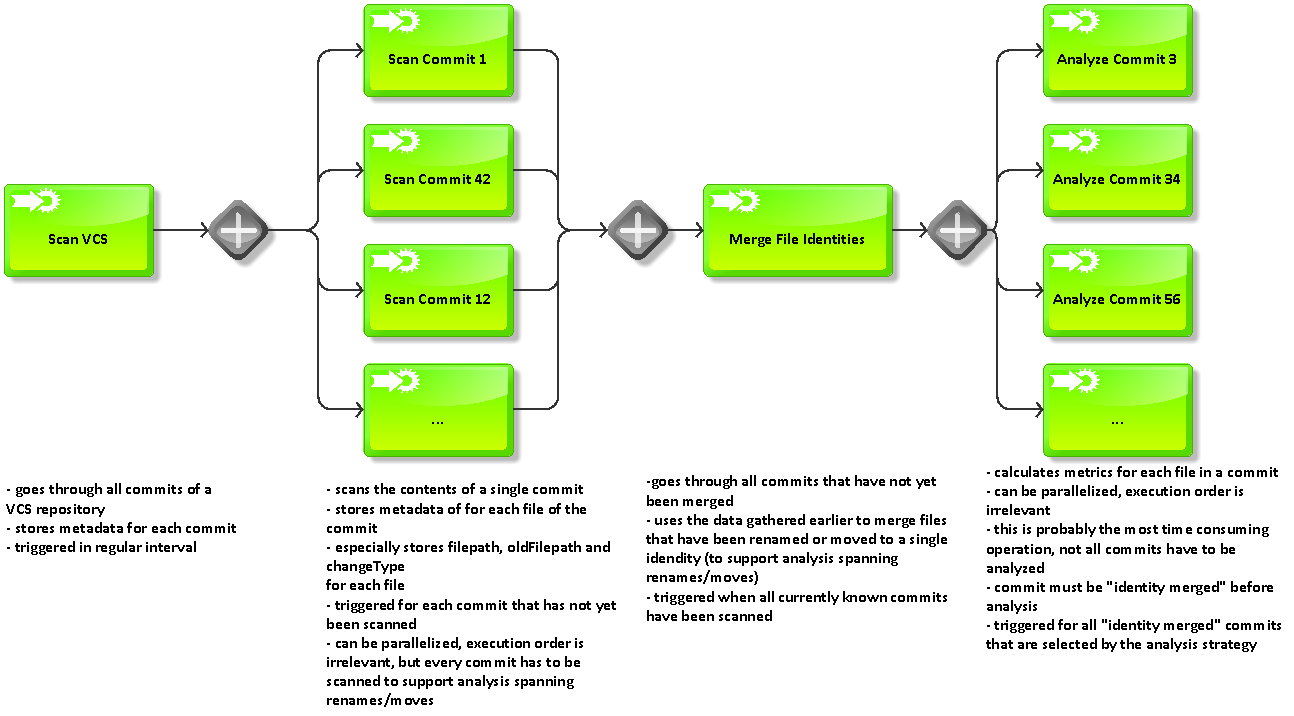 Scan VCS
Scan Commit 1
Scan Commit 42
Scan Commit 12
...
Merge File Identities
Analyze Commit 3
Analyze Commit 34
Analyze Commit 56
...
- goes through all commits of a
VCS repository
- stores metadata for each commit
- triggered in regular interval
- scans the contents of a single commit
- stores metadata of for each file of the
commit
- especially stores filepath, oldFilepath and
changeType
for each file
- triggered for each commit that has not yet
been scanned
- can be parallelized, execution order is
irrelevant, but every commit has to be
scanned to support analysis spanning
renames/moves
-goes through all commits that have not yet
been merged
- uses the data gathered earlier to merge files
that have been renamed or moved to a single
idendity (to support analysis spanning
renames/moves)
- triggered when all currently known commits
have been scanned
- calculates metrics for each file in a commit
- can be parallelized, execution order is
irrelevant
- this is probably the most time consuming
operation, not all commits have to be
analyzed
- commit must be "identity merged" before
analysis
- triggered for all "identity merged" commits
that are selected by the analysis strategy